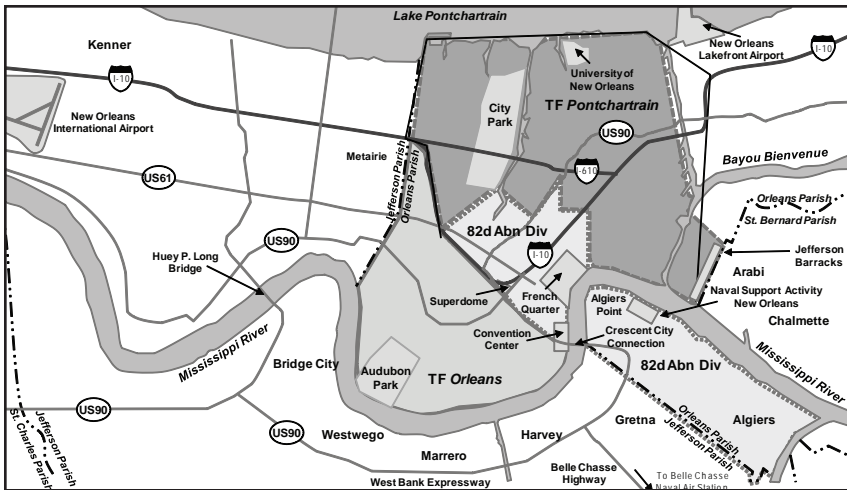 Lake Pontchartrain
Kenner
I-10
New Orleans
International Airport
US61
Metairie
Jefferson Parish
Orleans Parish
City
Park
University of
New Orleans
TF Pontchartrain
US90
I-610
New Orleans
Lakefront Airport
I-10
Bayou Bienvenue
Orleans Parish
St. Bernard Parish
Jefferson
Barracks
Arabi
Naval Support Activity
New Orleans
Chalmette
82d Abn Div
I-10
US90
Huey P. Long
Bridge
Superdome
French
Quarter
Algiers
Point
Convention
Center
Crescent City
Connection
Mississippi River
Mississippi River
Bridge City
Audubon
Park
TF Orleans
82d Abn Div
US90
US90
Jefferson Parish
St. Charles Parish
Westwego
Marrero
Harvey
Gretna
Orleans Parish
Jefferson Parish
Algiers
West Bank Expressway
Belle Chasse
Highway
To Belle Chasse
Naval Air Station